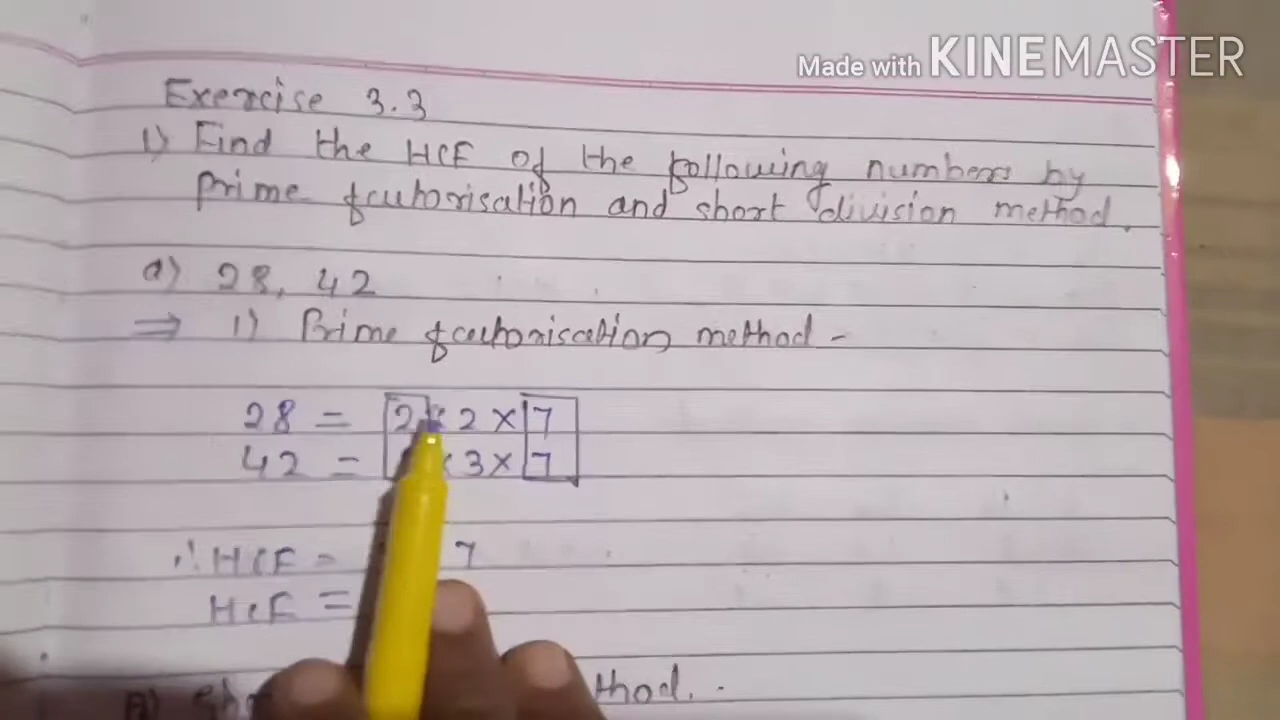 Made with KINEMASTER
Exercise 3.3
1) Find the HCF of the following numbers by
prime factorisation and short division method.
a) 28, 42
⇒ 1) Prime factorisation method -
28 = 2 × 2 × 7
42 = × 3 × 7
∴ HCF = 7
HCF =